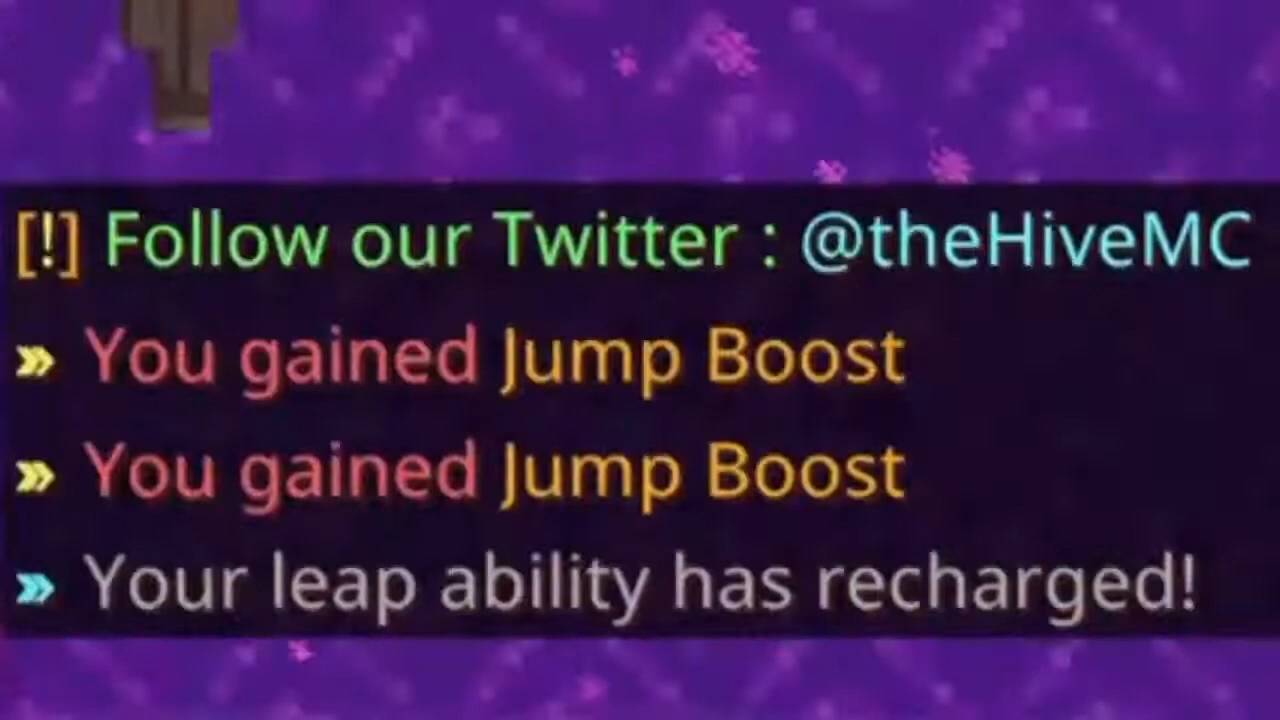 [!] Follow our Twitter : @theHiveMC
» You gained Jump Boost
» You gained Jump Boost
» Your leap ability has recharged!